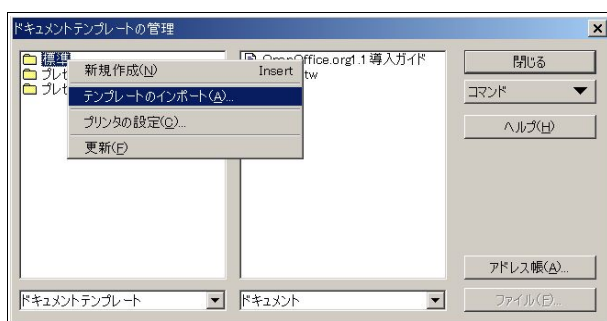 ドキュメントテンプレートの管理
標準
プレ
プレ
新規作成(N) Insert
テンプレートのインポート(A)...
プリンタの設定(C)...
更新(F)
OpenOffice.org1.1 導入ガイド
tw
閉じる
コマンド
ヘルプ(H)
アドレス帳(A)...
ファイル(E)...
ドキュメントテンプレート
ドキュメント